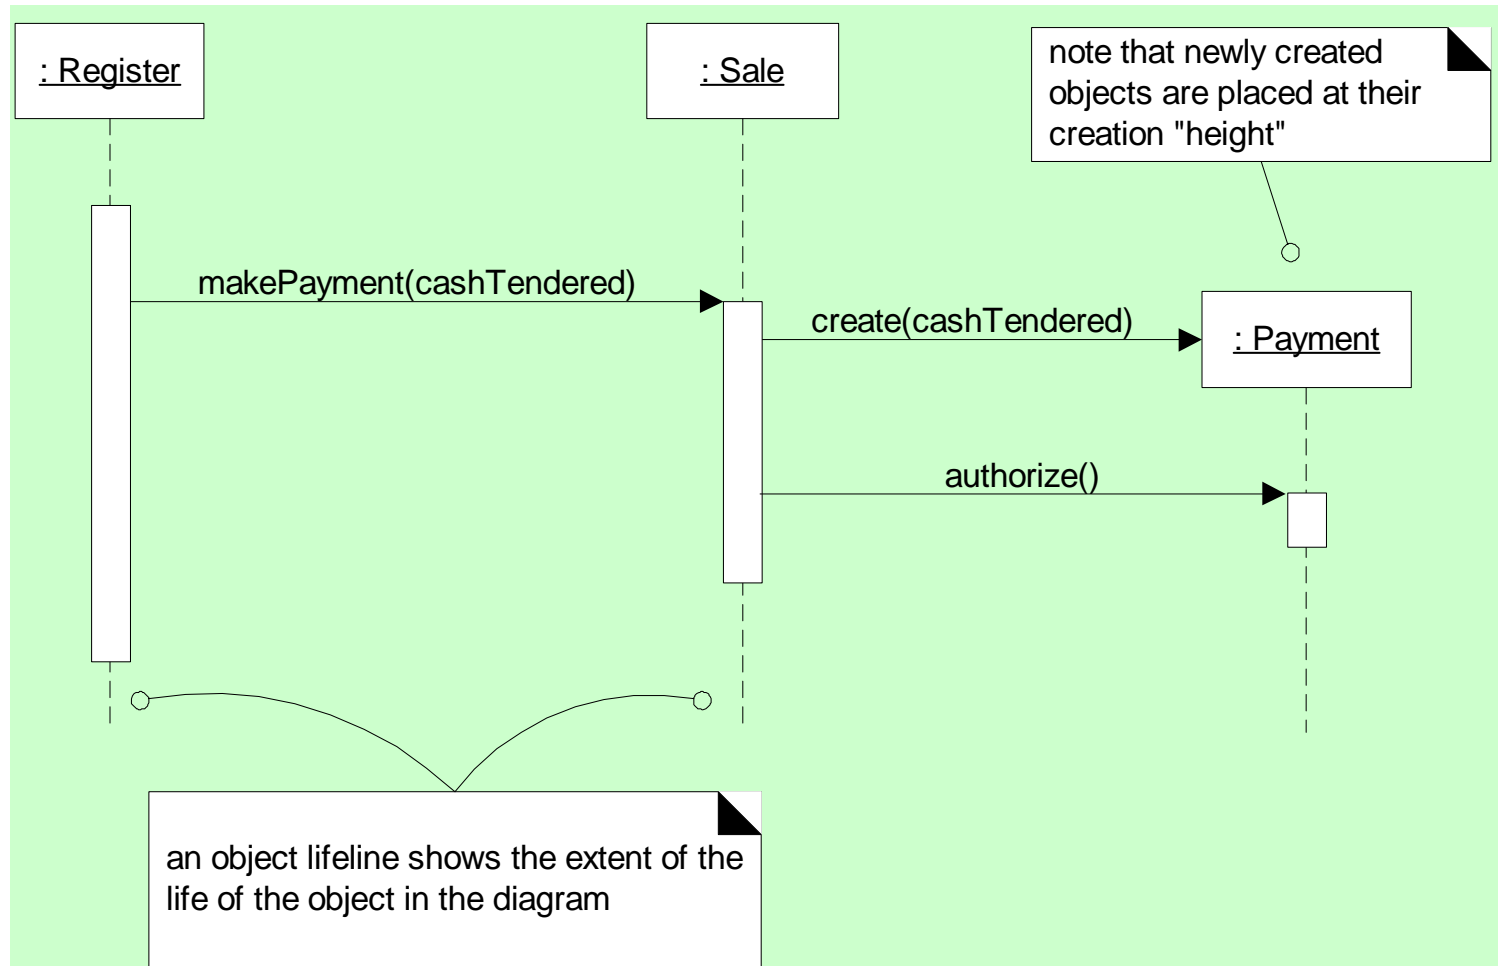 : Register
: Sale
note that newly created
objects are placed at their
creation "height"
makePayment(cashTendered)
create(cashTendered)
: Payment
authorize()
an object lifeline shows the extent of the
life of the object in the diagram